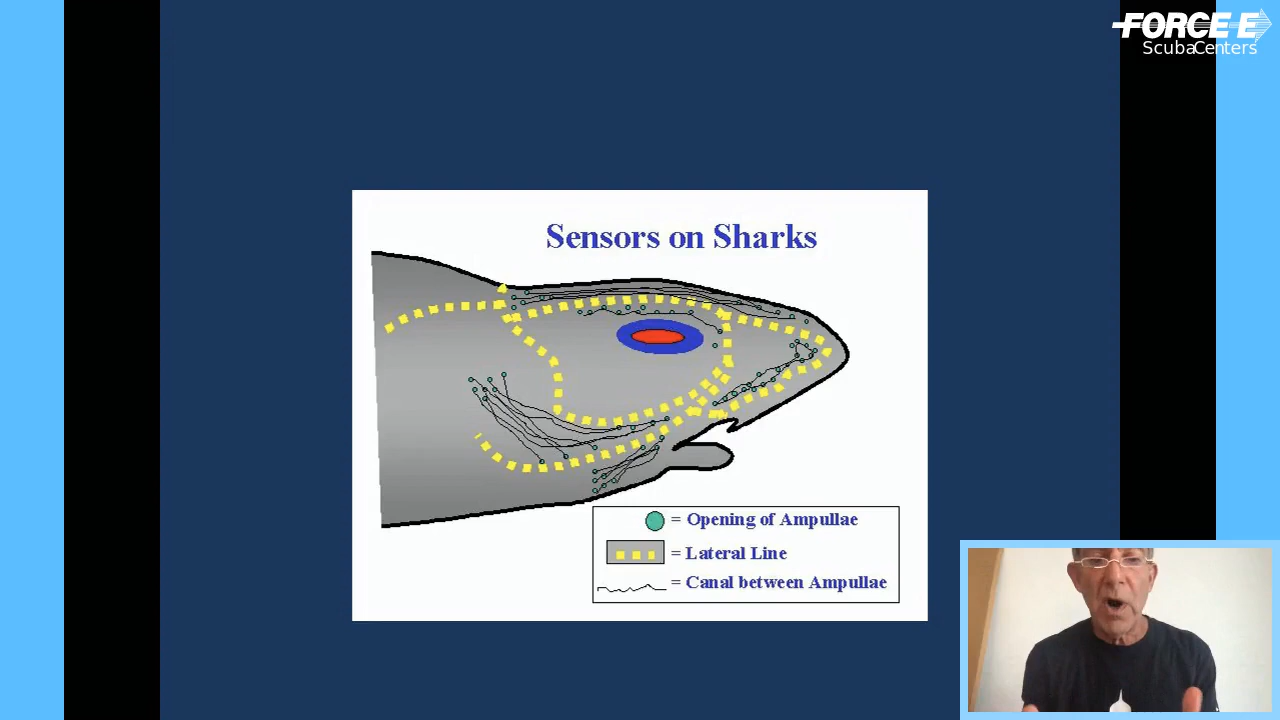 FORCE-E
ScubaCenters
Sensors on Sharks
= Opening of Ampullae
= Lateral Line
= Canal between Ampullae